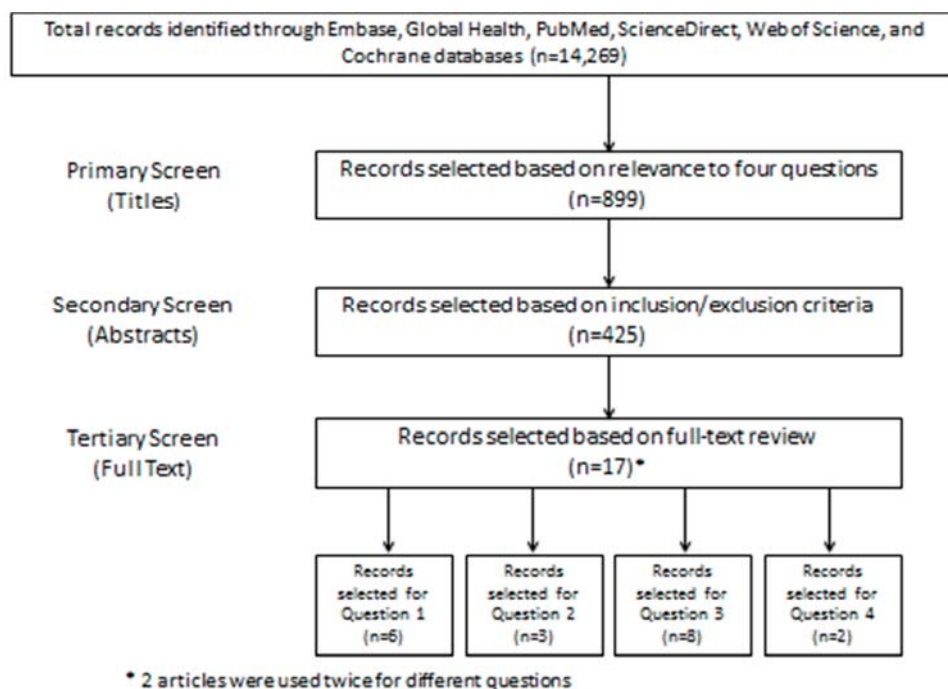 Total records identified through Embase, Global Health, PubMed, ScienceDirect, Web of Science, and
Cochrane databases (n=14,269)
Primary Screen
(Titles)
Records selected based on relevance to four questions
(n=899)
Secondary Screen
(Abstracts)
Records selected based on inclusion/exclusion criteria
(n=425)
Tertiary Screen
(Full Text)
Records selected based on full-text review
(n=17)*
Records
selected for
Question 1
(n=6)
Records
selected for
Question 2
(n=3)
Records
selected for
Question 3
(n=8)
Records
selected for
Question 4
(n=2)
* 2 articles were used twice for different questions